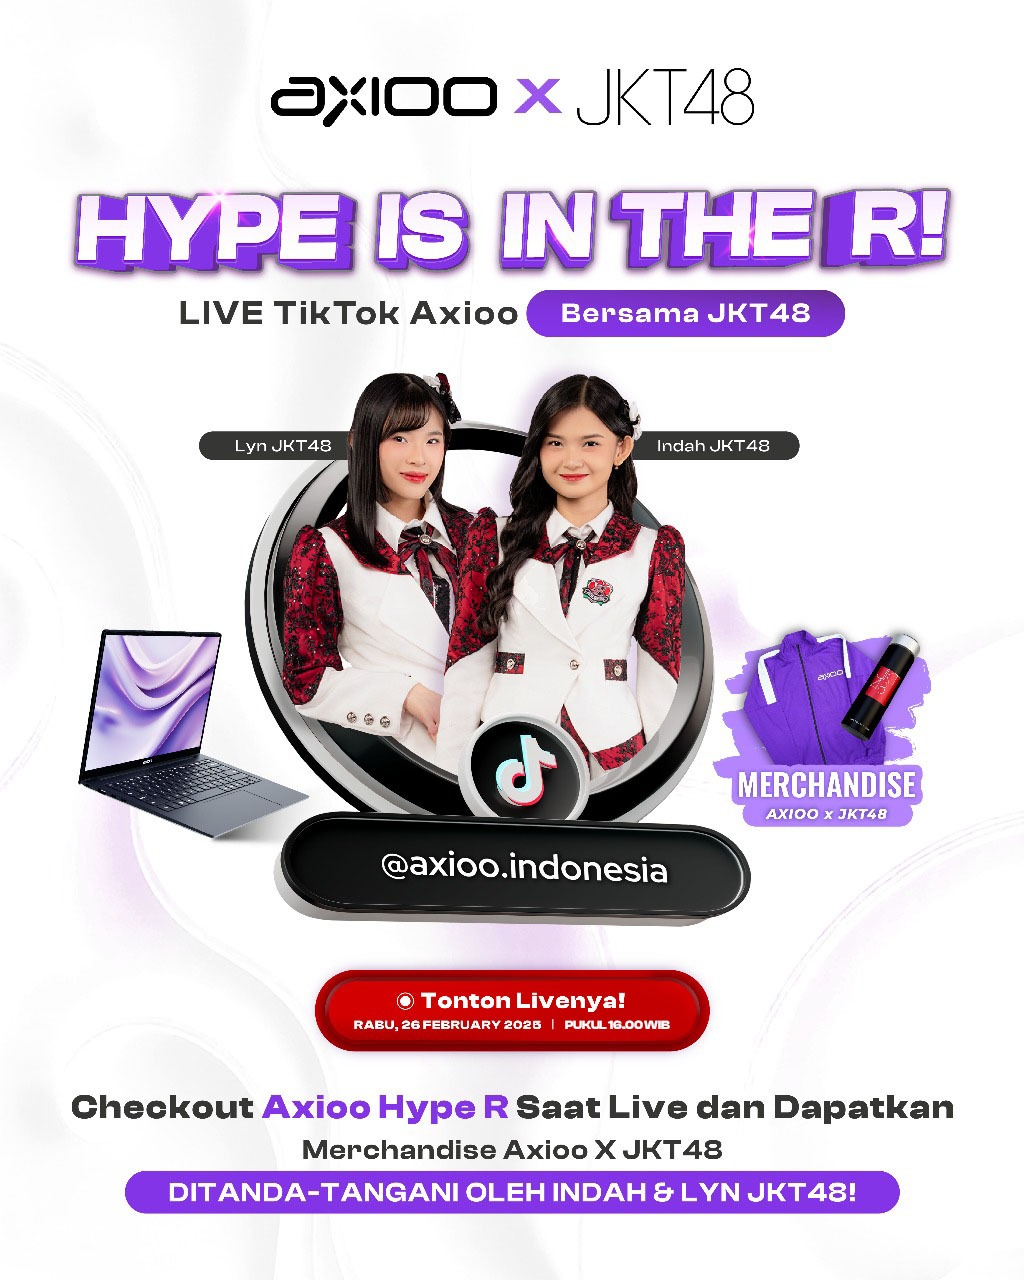 axioo x JKT48
HYPE IS IN THE R!
LIVE TikTok Axioo Bersama JKT48
Lyn JKT48
Indah JKT48
axioo
MERCHANDISE
AXIOO x JKT48
@axioo.indonesia
Tonton Livenya!
RABU, 26 FEBRUARY 2025 | PUKUL 16.00 WIB
Checkout Axioo Hype R Saat Live dan Dapatkan
Merchandise Axioo X JKT48
DITANDA-TANGANI OLEH INDAH & LYN JKT48!